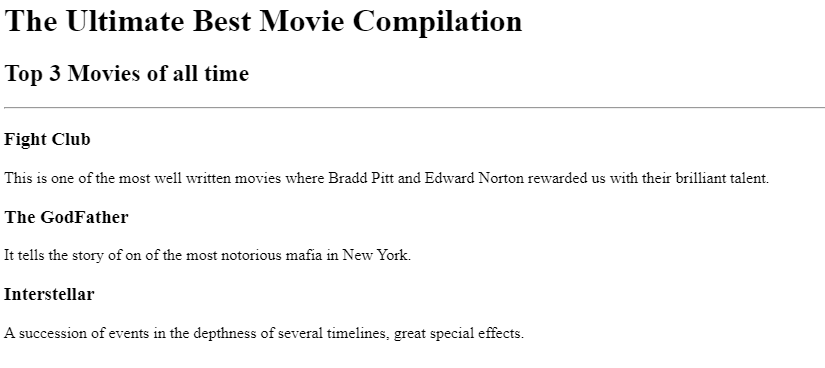 The Ultimate Best Movie Compilation
Top 3 Movies of all time
Fight Club
This is one of the most well written movies where Bradd Pitt and Edward Norton rewarded us with their brilliant talent.
The GodFather
It tells the story of on of the most notorious mafia in New York.
Interstellar
A succession of events in the depthness of several timelines, great special effects.